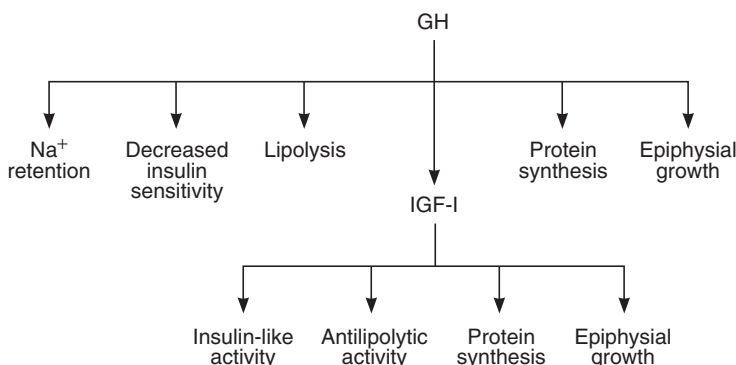 GH
Na+
retention
Decreased
insulin
sensitivity
Lipolysis
Protein
synthesis
Epiphysial
growth
IGF-I
Insulin-like
activity
Antilipolytic
activity
Protein
synthesis
Epiphysial
growth